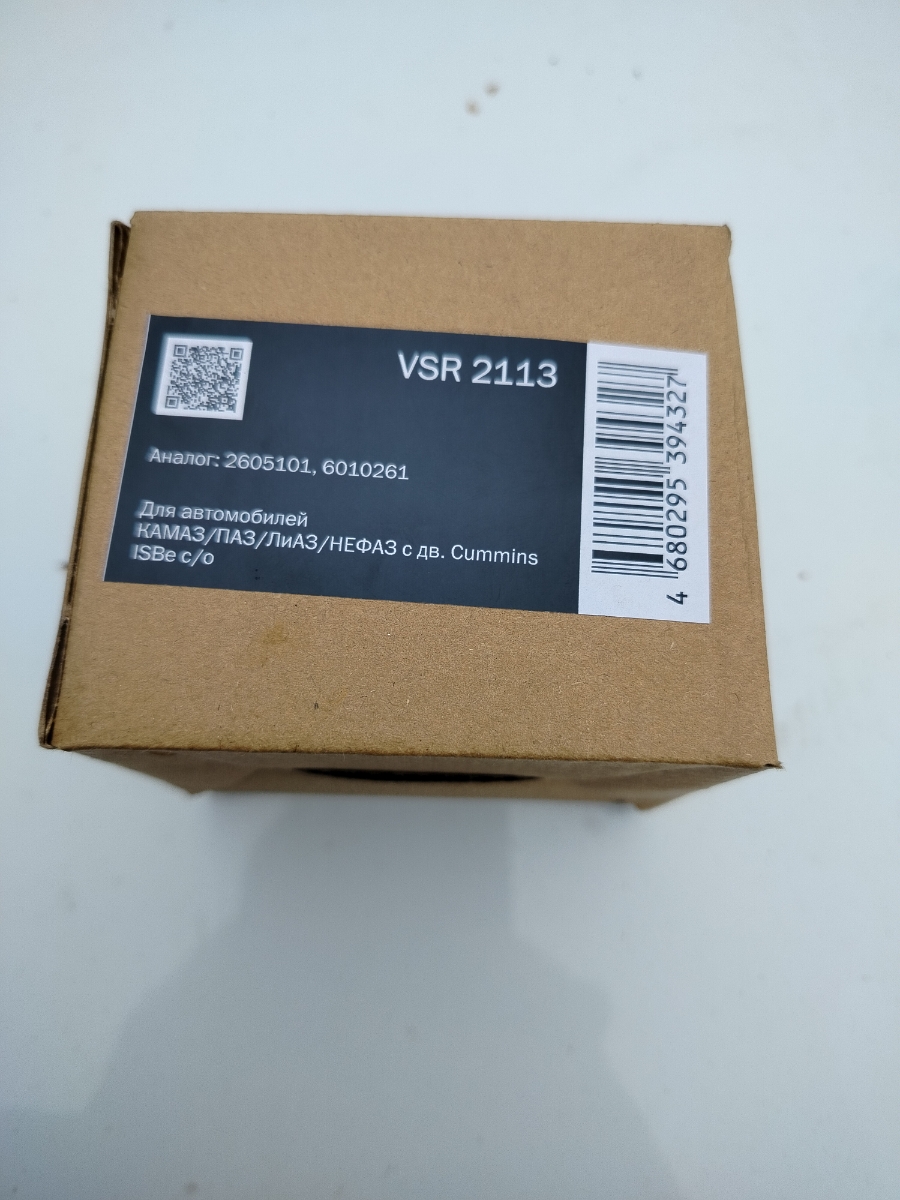 VSR 2113
Аналог: 2605101, 6010261
Для автомобилей
КАМАЗ/ПАЗ/ЛиАЗ/НЕФАЗ с дв. Cummins
ISBe с/о
4 680295 394327